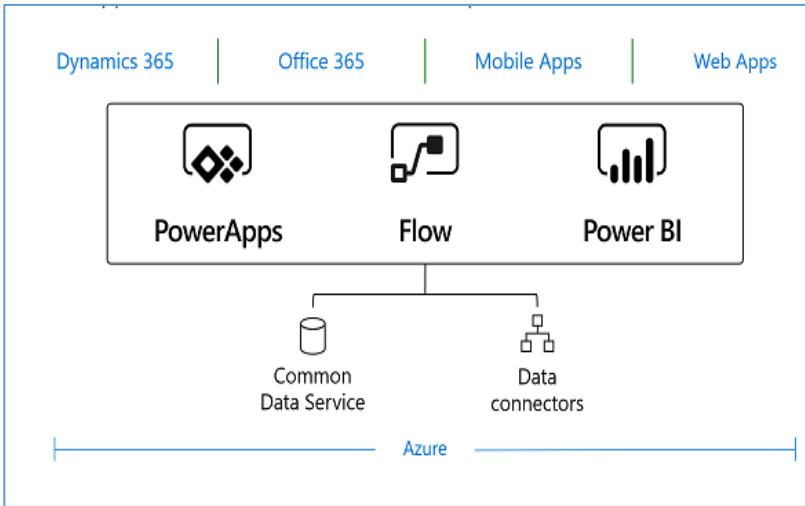 Dynamics 365 Office 365 Mobile Apps Web Apps
PowerApps Flow Power BI
Common Data Service
Data connectors
Azure